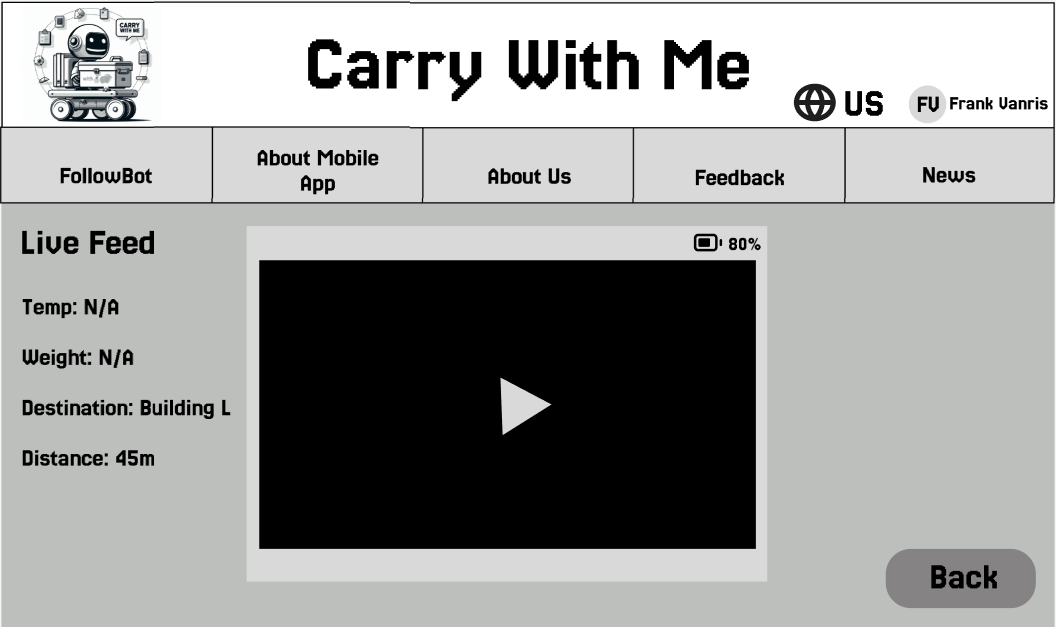 CARRY
WITH ME
Carry With Me
US
FV Frank Vanris
FollowBot
About Mobile
App
About Us
Feedback
News
Live Feed
80%
Temp: N/A
Weight: N/A
Destination: Building L
Distance: 45m
Back